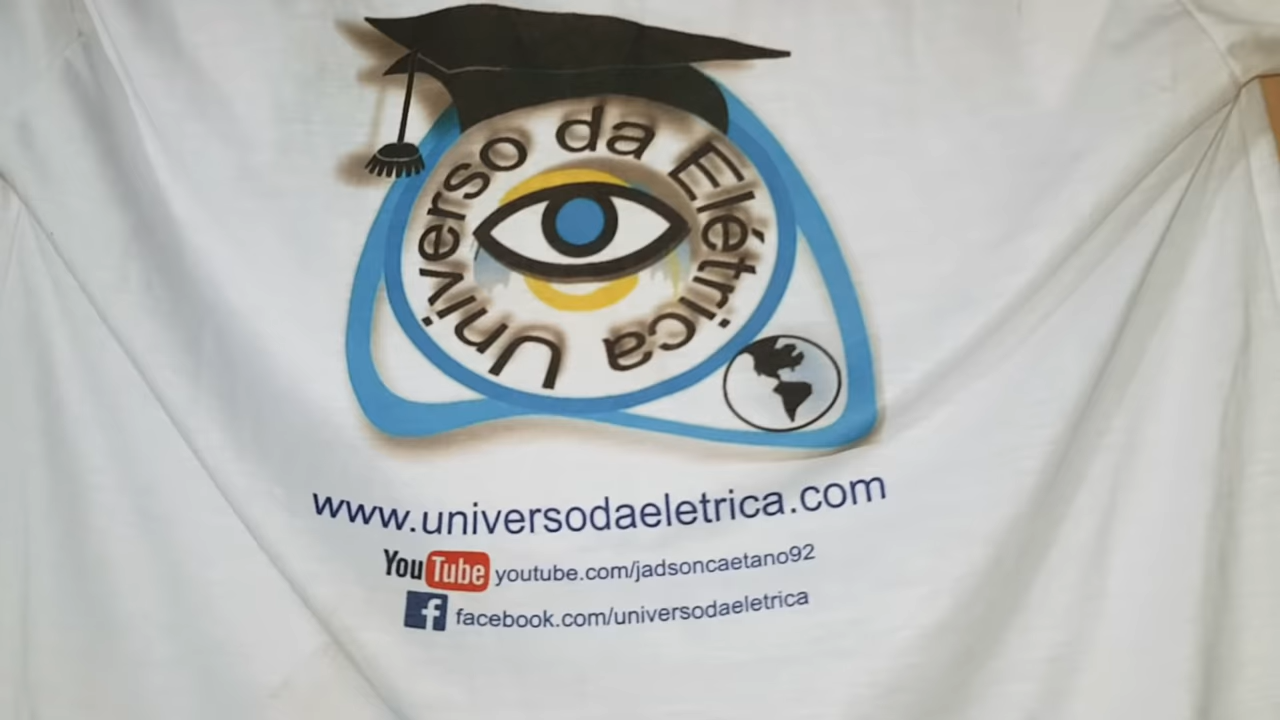 Universo da Elétrica
www.universodaeletrica.com
YouTube youtube.com/jadsoncaetano92
f facebook.com/universodaeletrica